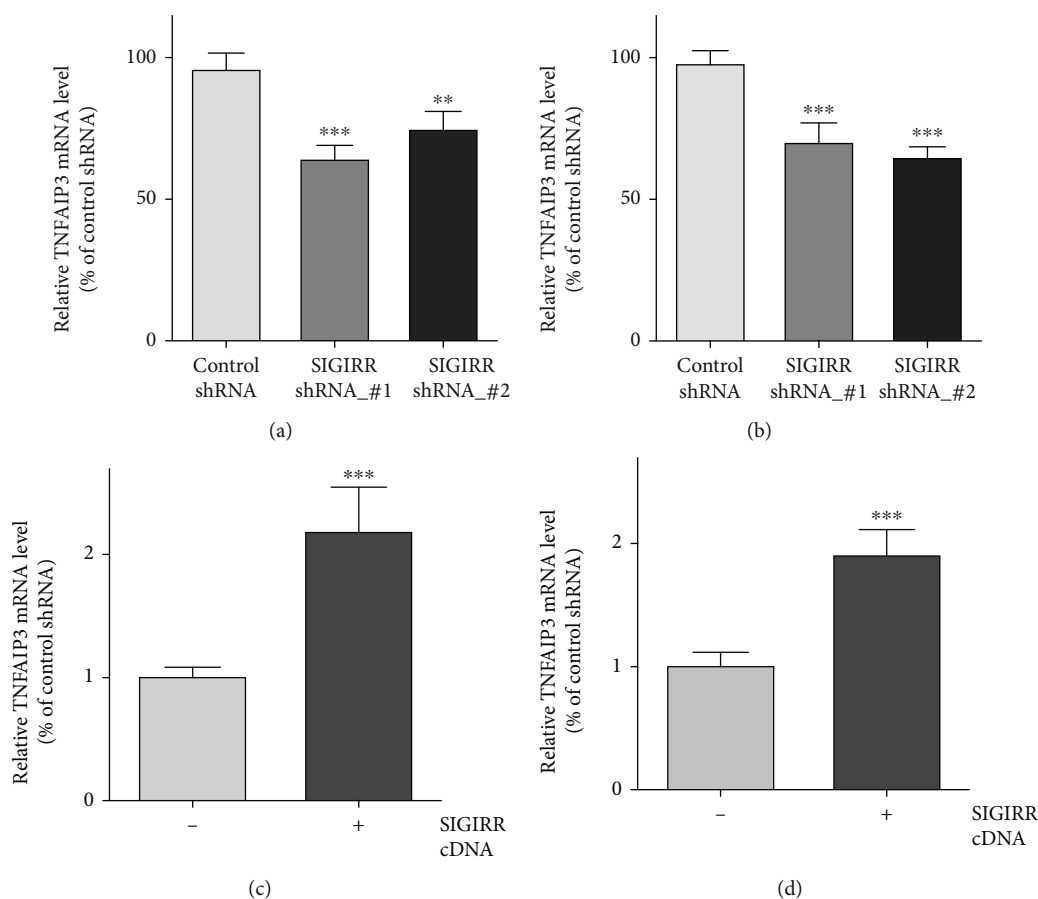 Relative TNFAIP3 mRNA level
(% of control shRNA)
100
50
0
***
**
Control
shRNA
SIGIRR
shRNA_#1
SIGIRR
shRNA_#2
(a)
Relative TNFAIP3 mRNA level
(% of control shRNA)
100
50
0
***
***
Control
shRNA
SIGIRR
shRNA_#1
SIGIRR
shRNA_#2
(b)
Relative TNFAIP3 mRNA level
(% of control shRNA)
2
1
0
***
–
+
SIGIRR
cDNA
(c)
Relative TNFAIP3 mRNA level
(% of control shRNA)
2
1
0
***
–
+
SIGIRR
cDNA
(d)